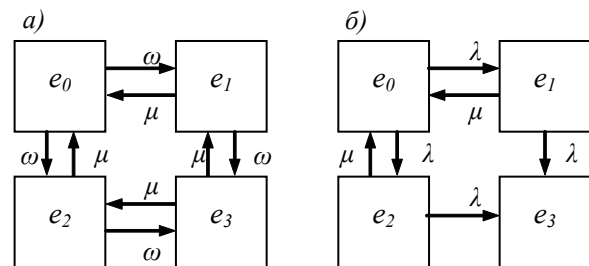 а) б)
ω λ
e0 e1 e0 e1
μ μ
ω μ μ ω μ λ λ
μ λ
e2 e3 e2 e3
ω